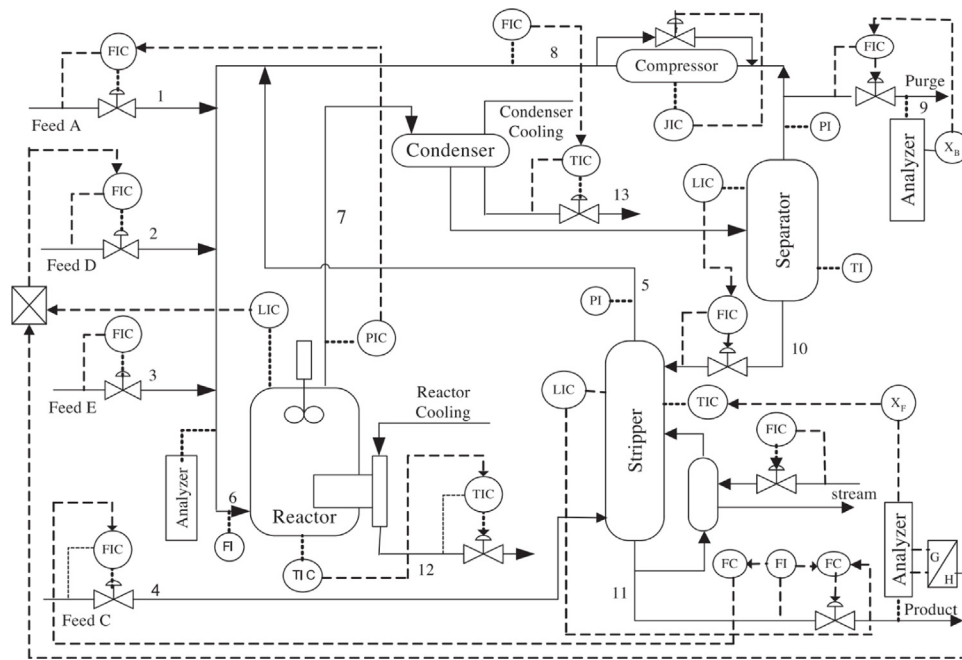 FIC
8
Compressor
FIC
Purge
9
FIC
1
Feed A
Condenser
Cooling
JIC
PI
X_B
Analyzer
Condenser
TIC
13
LIC
FIC
2
Feed D
7
Separator
TI
5
PI
FIC
10
LIC
PIC
FIC
3
Feed E
Reactor
Cooling
LIC
TIC
X_F
Stripper
FIC
stream
Analyzer
6
FI
Reactor
TIC
TIC
12
FIC
4
Feed C
11
FC
FI
FC
Analyzer
G
H
Product